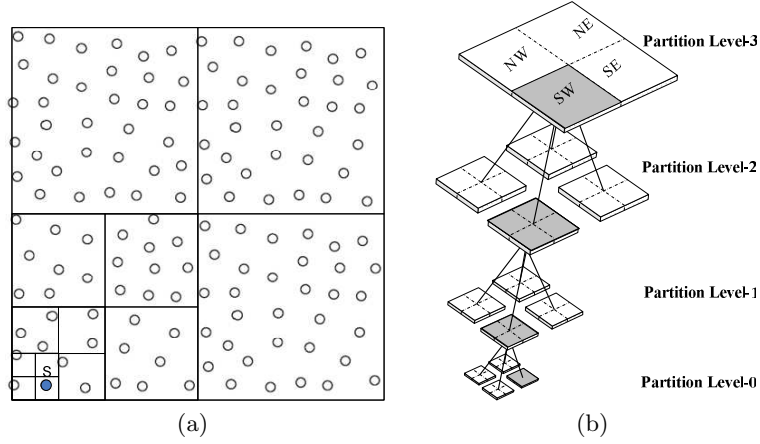 S
(a)
NW
NE
SW
SE
Partition Level-3
Partition Level-2
Partition Level-1
Partition Level-0
(b)